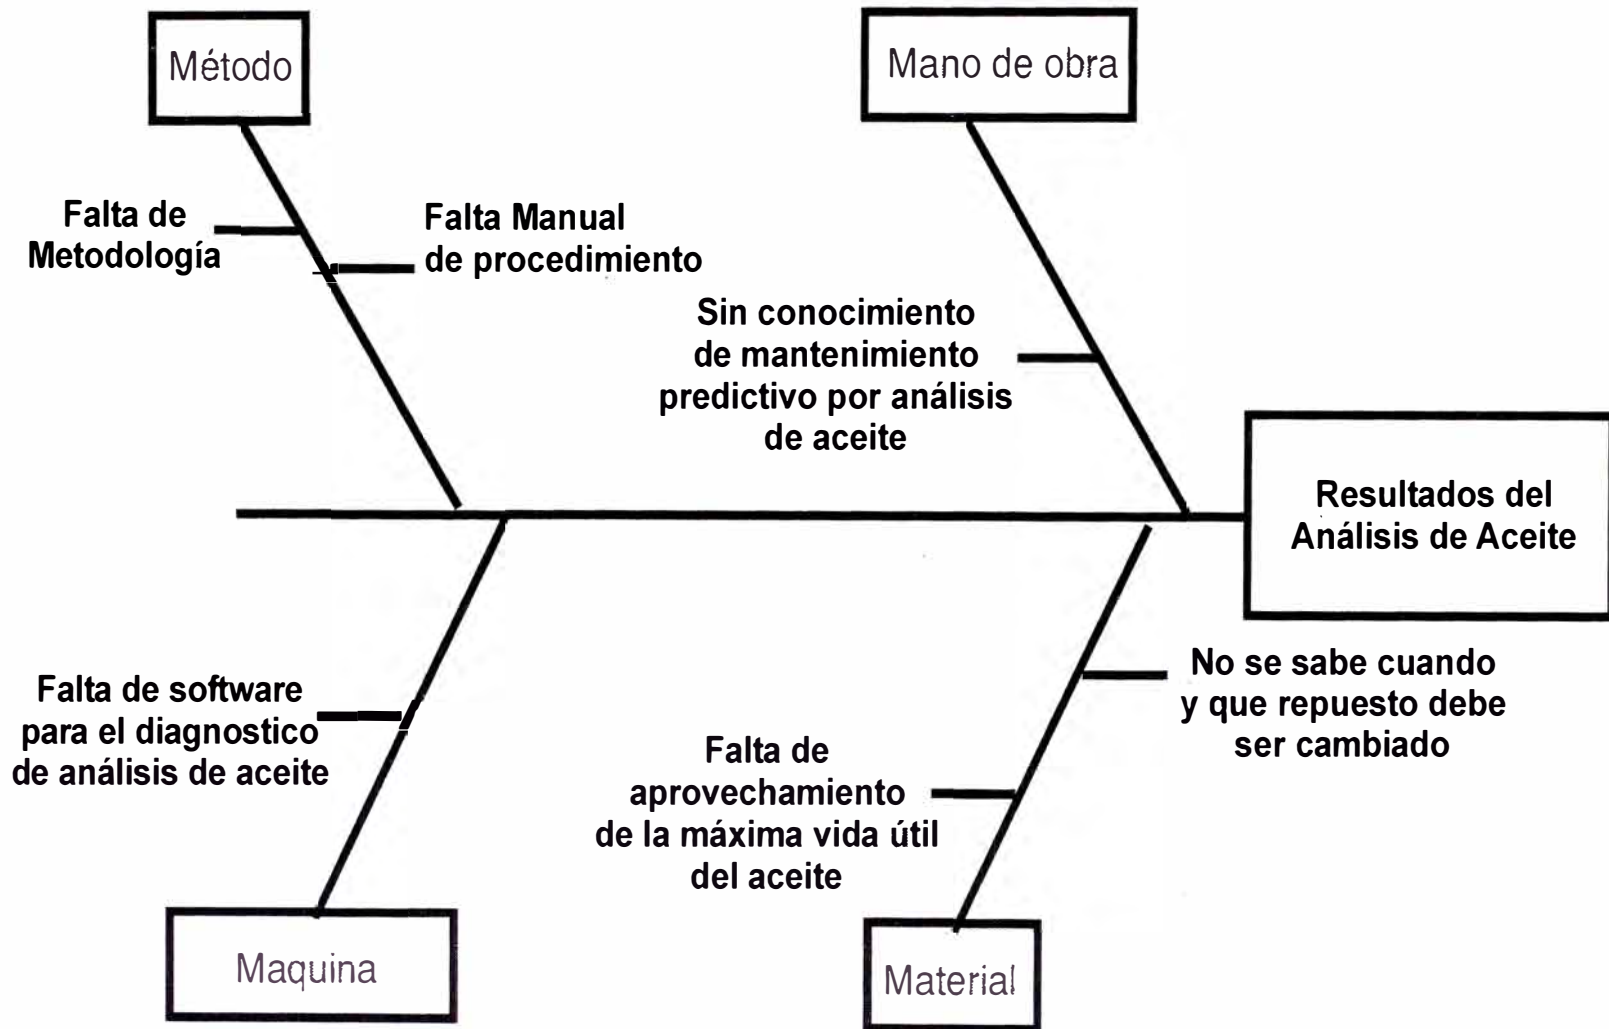 Método
Mano de obra
Falta de
Metodología
Falta Manual
de procedimiento
Sin conocimiento
de mantenimiento
predictivo por análisis
de aceite
Resultados del
Análisis de Aceite
Falta de software
para el diagnostico
de análisis de aceite
Falta de
aprovechamiento
de la máxima vida útil
del aceite
No se sabe cuando
y que repuesto debe
ser cambiado
Maquina
Material